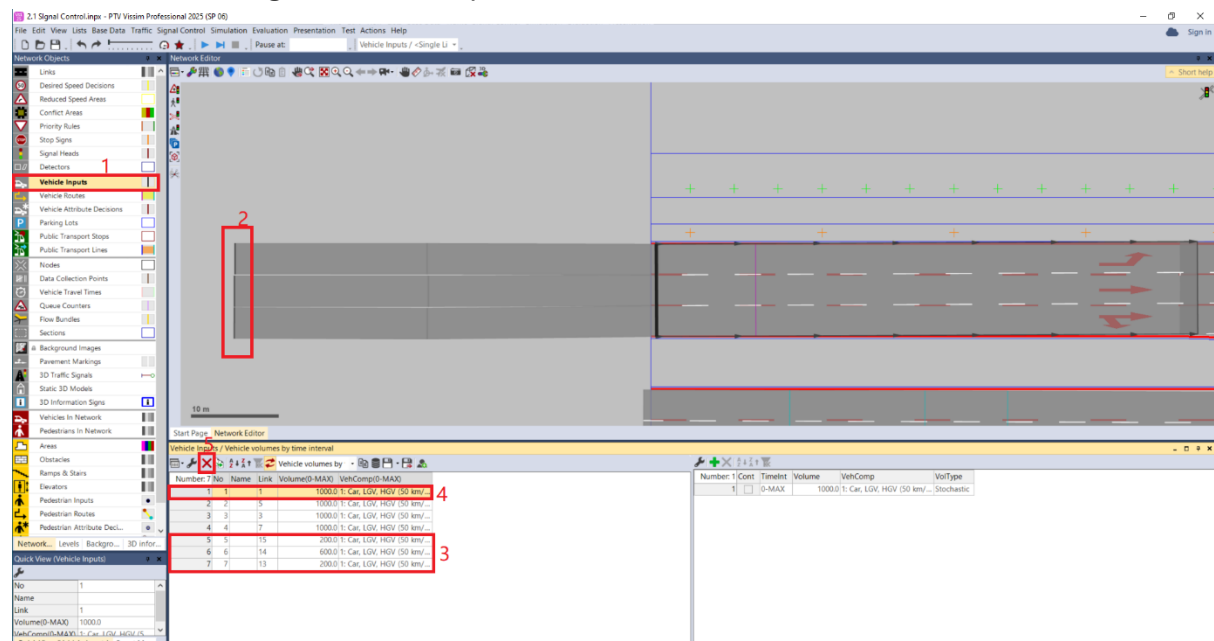 2.1 Signal Control.inpx - PTV Vissim Professional 2025 (SP 06)
File Edit View Lists Base Data Traffic Signal Control Simulation Evaluation Presentation Test Actions Help
Sign in
Pause at:
Vehicle Inputs / <Single Li
Network Objects
Network Editor
Short help
Links
Desired Speed Decisions
Reduced Speed Areas
Conflict Areas
Priority Rules
Stop Signs
Signal Heads
Detectors
1
Vehicle Inputs
Vehicle Routes
Vehicle Attribute Decisions
Parking Lots
Public Transport Stops
Public Transport Lines
Nodes
Data Collection Points
Vehicle Travel Times
Queue Counters
Flow Bundles
Sections
Background Images
Pavement Markings
3D Traffic Signals
Static 3D Models
3D Information Signs
Vehicles In Network
Pedestrians In Network
Areas
Obstacles
Ramps & Stairs
Elevators
Pedestrian Inputs
Pedestrian Routes
Pedestrian Attribute Deci...
Network... Levels Backgro... 3D infor...
2
10 m
Start Page Network Editor
5
Vehicle Inputs / Vehicle volumes by time interval
Vehicle volumes by
Number: 7 No Name Link Volume(0-MAX) VehComp(0-MAX)
1 1 1 1000.0 1: Car, LGV, HGV (50 km/...
2 2 5 1000.0 1: Car, LGV, HGV (50 km/...
3 3 3 1000.0 1: Car, LGV, HGV (50 km/...
4 4 7 1000.0 1: Car, LGV, HGV (50 km/...
5 5 15 200.0 1: Car, LGV, HGV (50 km/...
6 6 14 600.0 1: Car, LGV, HGV (50 km/...
7 7 13 200.0 1: Car, LGV, HGV (50 km/...
4
3
Number: 1 Cont TimeInt Volume VehComp VolType
1 0-MAX 1000.0 1: Car, LGV, HGV (50 km/... Stochastic
Quick View (Vehicle Inputs)
No 1
Name
Link 1
Volume(0-MAX) 1000.0
VehComp(0-MAX) 1: Car, LGV, HGV (5